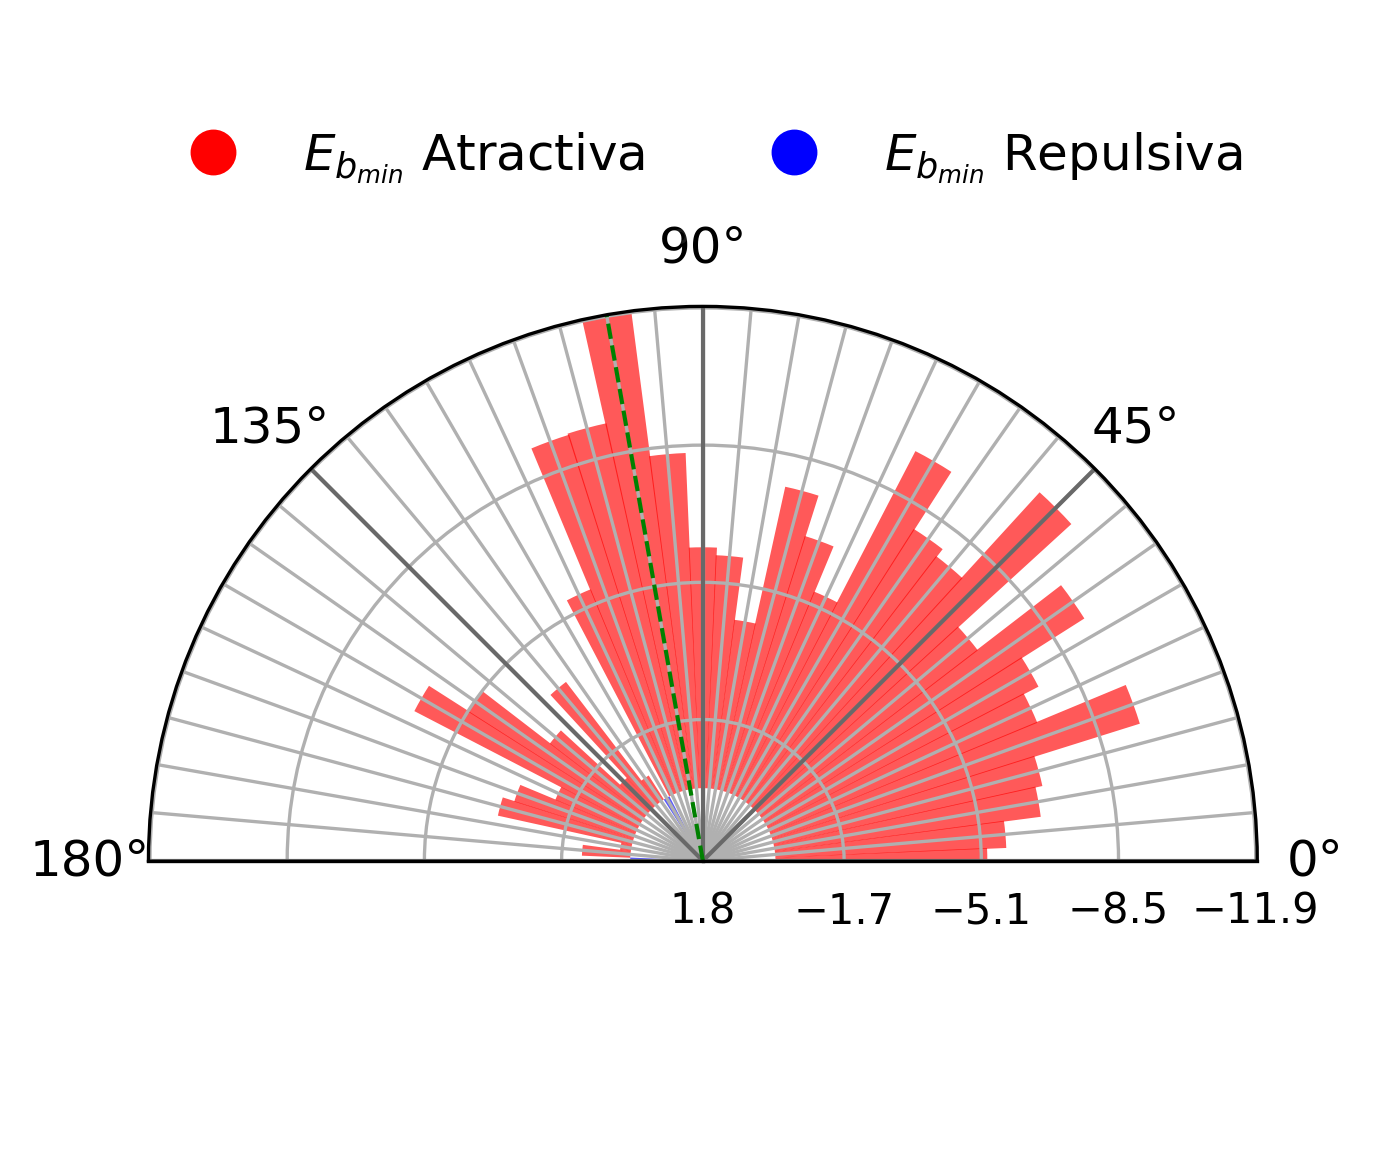 E_{b_{min}} Atractiva E_{b_{min}} Repulsiva
90°
135° 45°
180° 0°
1.8 −1.7 −5.1 −8.5 −11.9